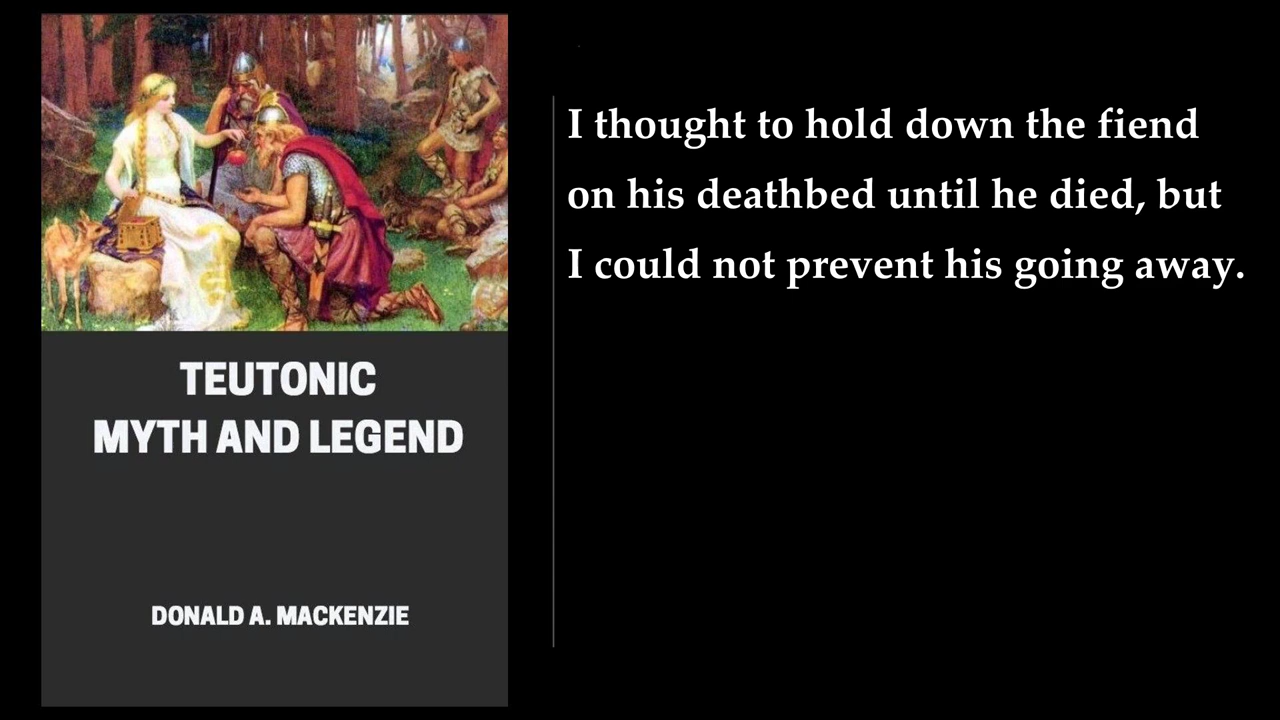 TEUTONIC
MYTH AND LEGEND
DONALD A. MACKENZIE
I thought to hold down the fiend
on his deathbed until he died, but
I could not prevent his going away.